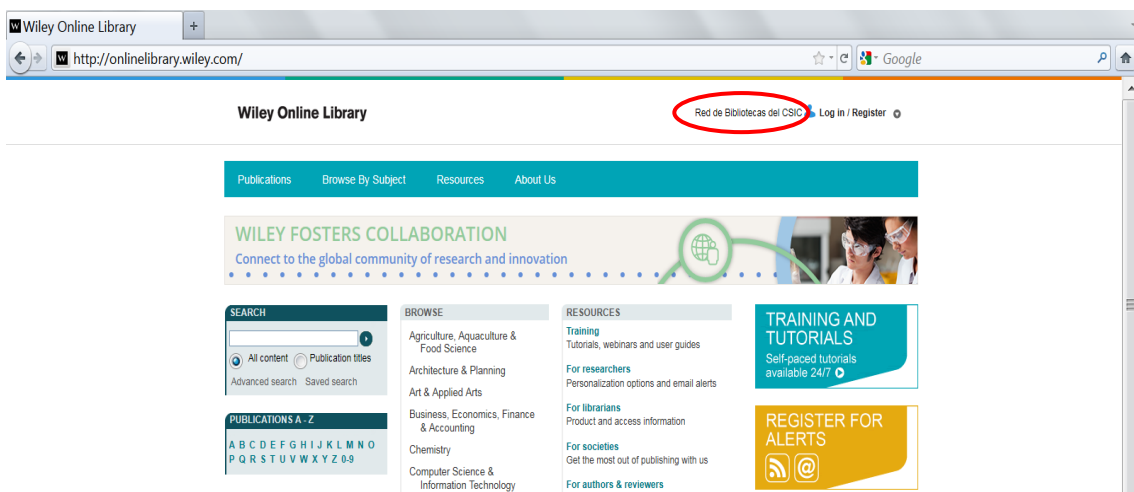 Wiley Online Library
+
http://onlinelibrary.wiley.com/
Google
Wiley Online Library
Red de Bibliotecas del CSIC
Log in / Register
Publications Browse By Subject Resources About Us
WILEY FOSTERS COLLABORATION
Connect to the global community of research and innovation
SEARCH
All content Publication titles
Advanced search Saved search
PUBLICATIONS A - Z
A B C D E F G H I J K L M N O
P Q R S T U V W X Y Z 0-9
BROWSE
Agriculture, Aquaculture &
Food Science
Architecture & Planning
Art & Applied Arts
Business, Economics, Finance
& Accounting
Chemistry
Computer Science &
Information Technology
RESOURCES
Training
Tutorials, webinars and user guides
For researchers
Personalization options and email alerts
For librarians
Product and access information
For societies
Get the most out of publishing with us
For authors & reviewers
TRAINING AND
TUTORIALS
Self-paced tutorials
available 24/7
REGISTER FOR
ALERTS
@